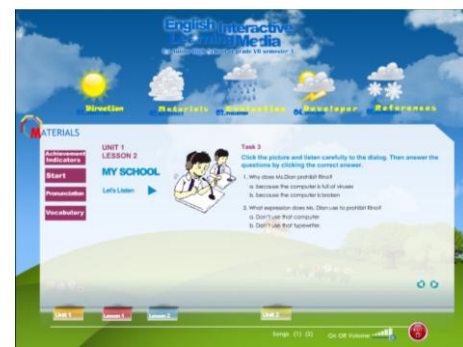 English Interactive
Learning Media
Direction
Materials
Evaluation
Developer
References
MATERIALS
Achievement
Indicators
Start
Pronunciation
Vocabulary
UNIT 1
LESSON 2
MY SCHOOL
Let's Listen
Task 3
Click the picture and listen carefully to the dialog. Then answer the
questions by clicking the correct answer.
1. Why does Ms.Dian prohibit Rino?
a. because the computer is full of viruses
b. because the computer is broken
2. What expression does Ms. Dian use to prohibit Rino?
a. Don't use that computer
b. Don't use that typewriter.
Unit 1
Lesson 1
Lesson 2
Unit 2
Songs (1) (2) On Off Volume